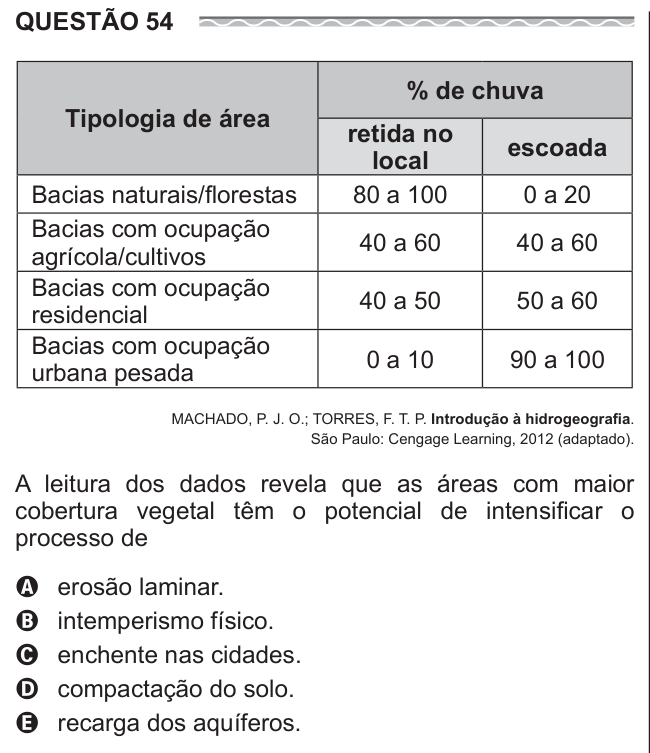 QUESTÃO 54
Tipologia de área
% de chuva
retida no
local
escoada
Bacias naturais/florestas
80 a 100
0 a 20
Bacias com ocupação
agrícola/cultivos
40 a 60
40 a 60
Bacias com ocupação
residencial
40 a 50
50 a 60
Bacias com ocupação
urbana pesada
0 a 10
90 a 100
MACHADO, P. J. O.; TORRES, F. T. P. Introdução à hidrogeografia.
São Paulo: Cengage Learning, 2012 (adaptado).
A leitura dos dados revela que as áreas com maior
cobertura vegetal têm o potencial de intensificar o
processo de
A erosão laminar.
B intemperismo físico.
C enchente nas cidades.
D compactação do solo.
E recarga dos aquíferos.